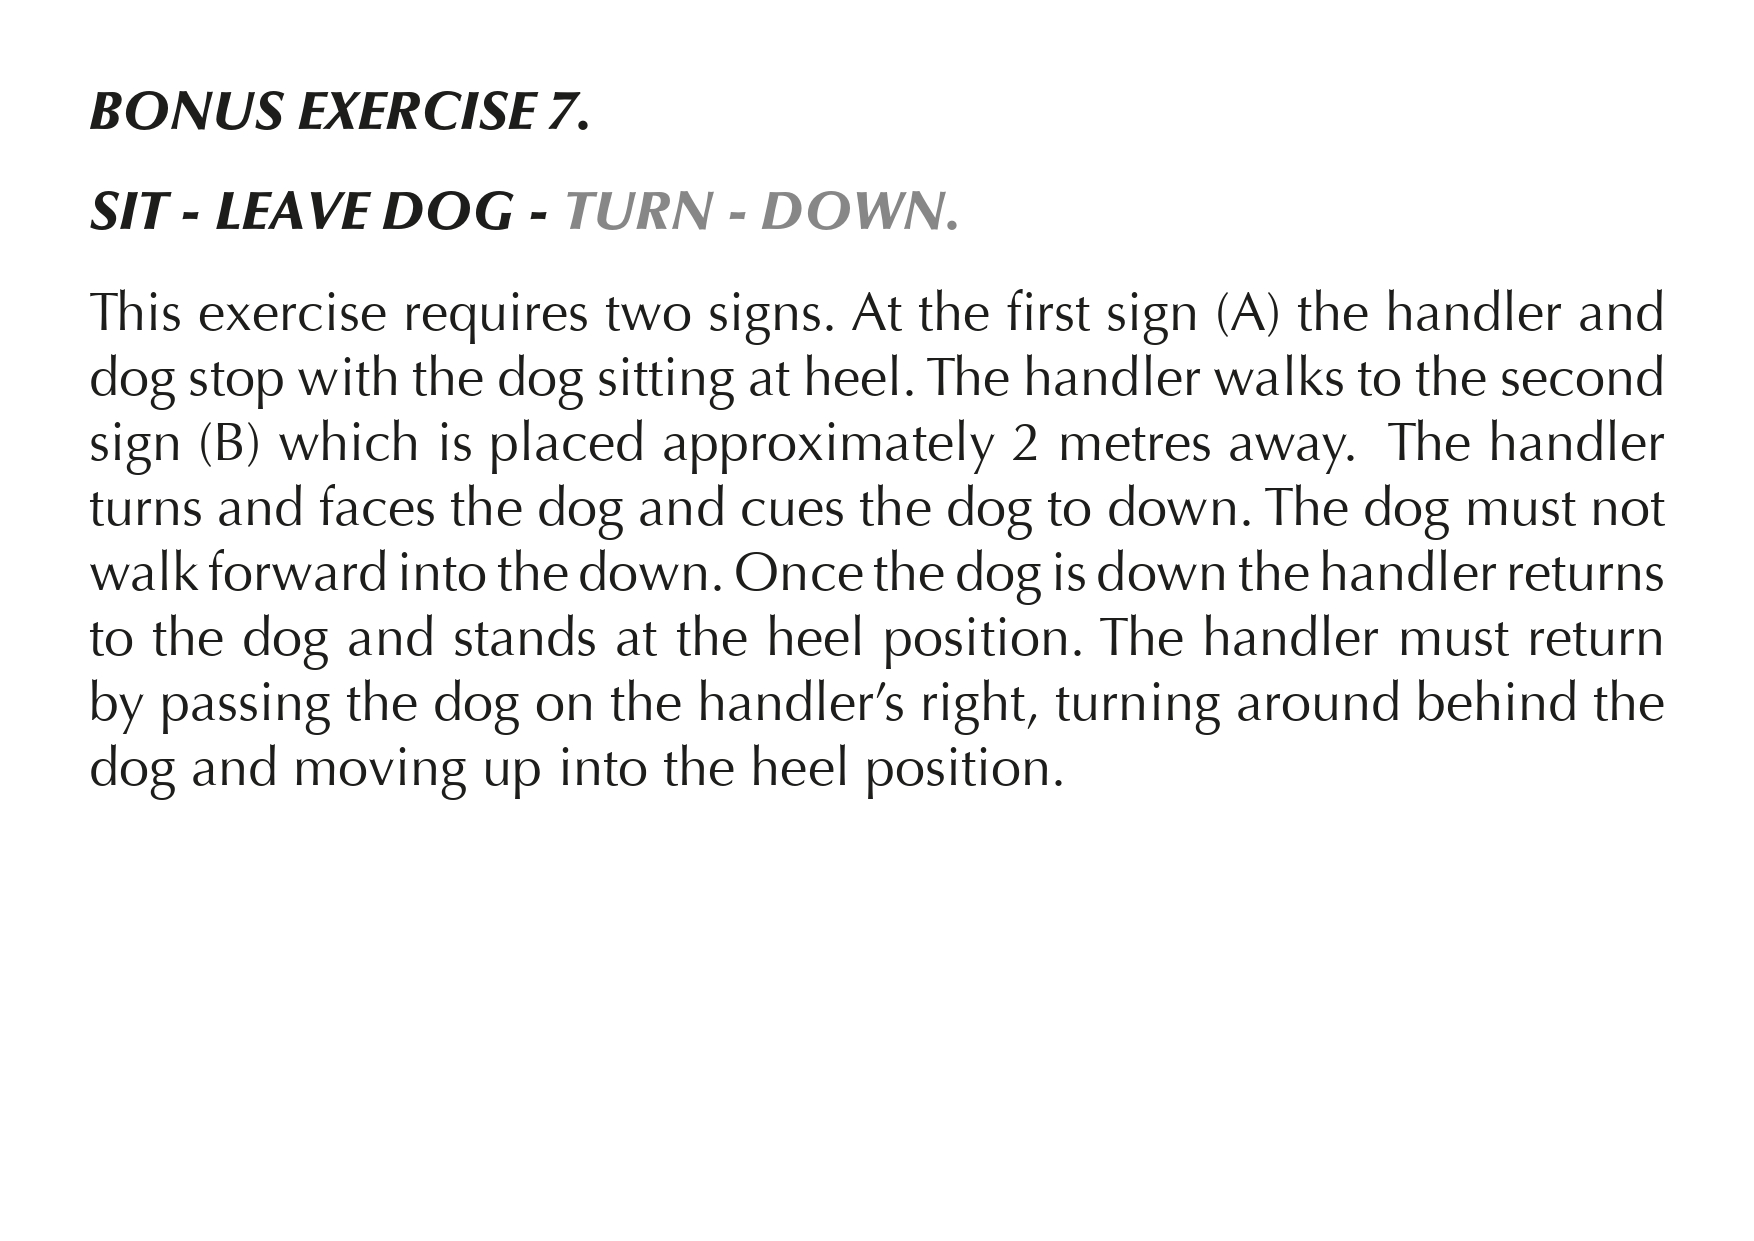 BONUS EXERCISE 7.
SIT - LEAVE DOG - TURN - DOWN.
This exercise requires two signs. At the first sign (A) the handler and
dog stop with the dog sitting at heel. The handler walks to the second
sign (B) which is placed approximately 2 metres away.  The handler
turns and faces the dog and cues the dog to down. The dog must not
walk forward into the down. Once the dog is down the handler returns
to the dog and stands at the heel position. The handler must return
by passing the dog on the handler’s right, turning around behind the
dog and moving up into the heel position.